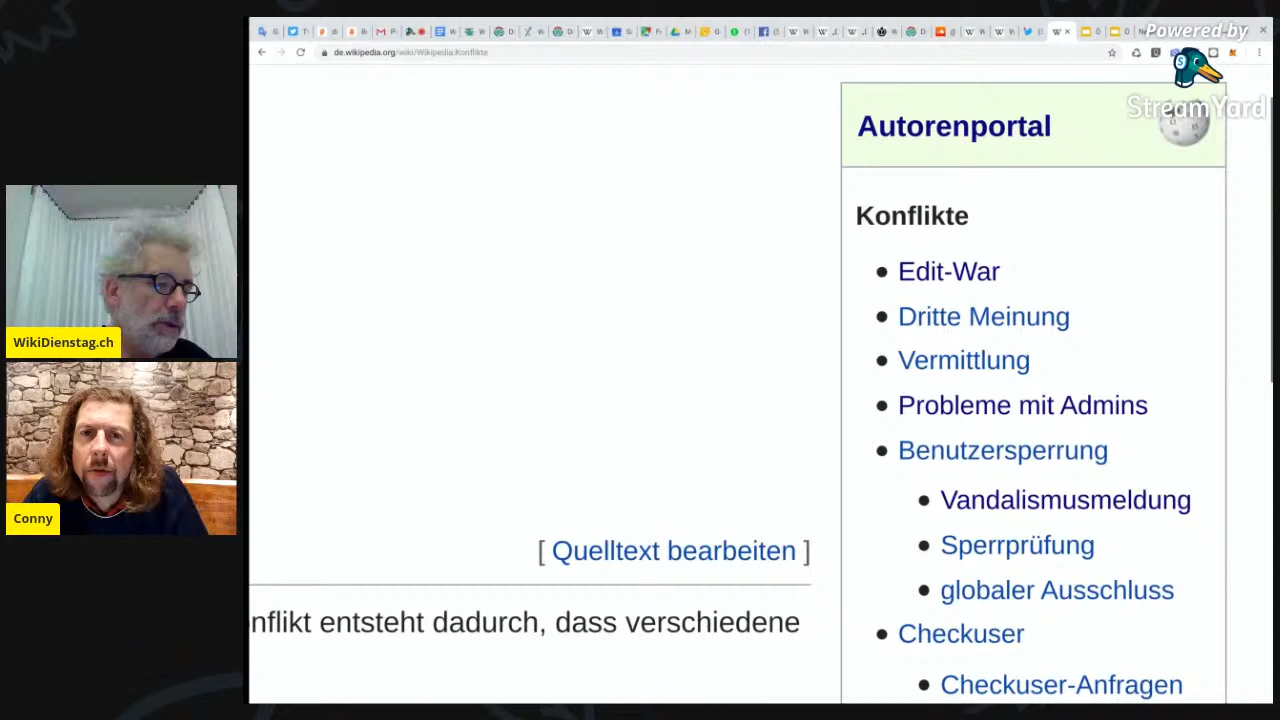 Powered by
StreamYard
de.wikipedia.org/wiki/Wikipedia:Konflikte
Autorenportal
Konflikte
Edit-War
Dritte Meinung
Vermittlung
Probleme mit Admins
Benutzersperrung
Vandalismusmeldung
Sperrprüfung
globaler Ausschluss
Checkuser
Checkuser-Anfragen
[ Quelltext bearbeiten ]
nflikt entsteht dadurch, dass verschiedene
WikiDienstag.ch
Conny